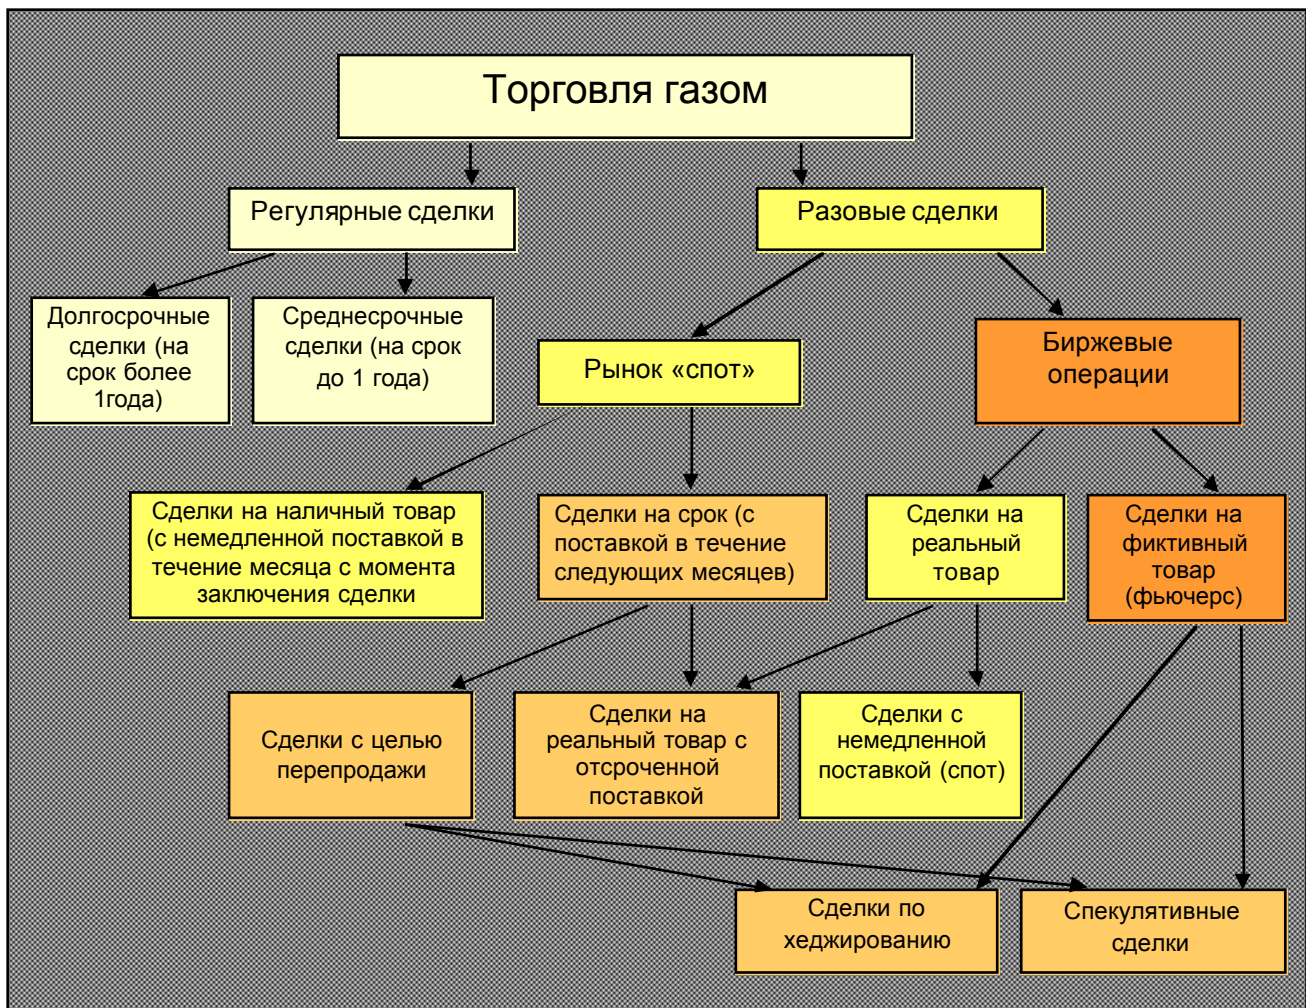 Торговля газом
Регулярные сделки
Разовые сделки
Долгосрочные
сделки (на
срок более
1года)
Среднесрочные
сделки (на срок
до 1 года)
Рынок «спот»
Биржевые
операции
Сделки на наличный товар
(с немедленной поставкой в
течение месяца с момента
заключения сделки
Сделки на срок (с
поставкой в течение
следующих месяцев)
Сделки на
реальный
товар
Сделки на
фиктивный
товар
(фьючерс)
Сделки с целью
перепродажи
Сделки на
реальный товар с
отсроченной
поставкой
Сделки с
немедленной
поставкой (спот)
Сделки по
хеджированию
Спекулятивные
сделки